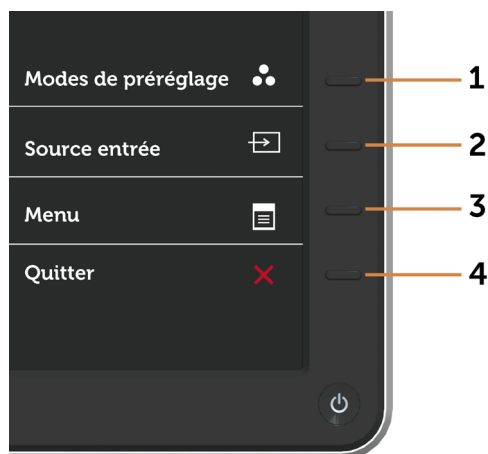 Modes de préréglage 1
Source entrée 2
Menu 3
Quitter 4